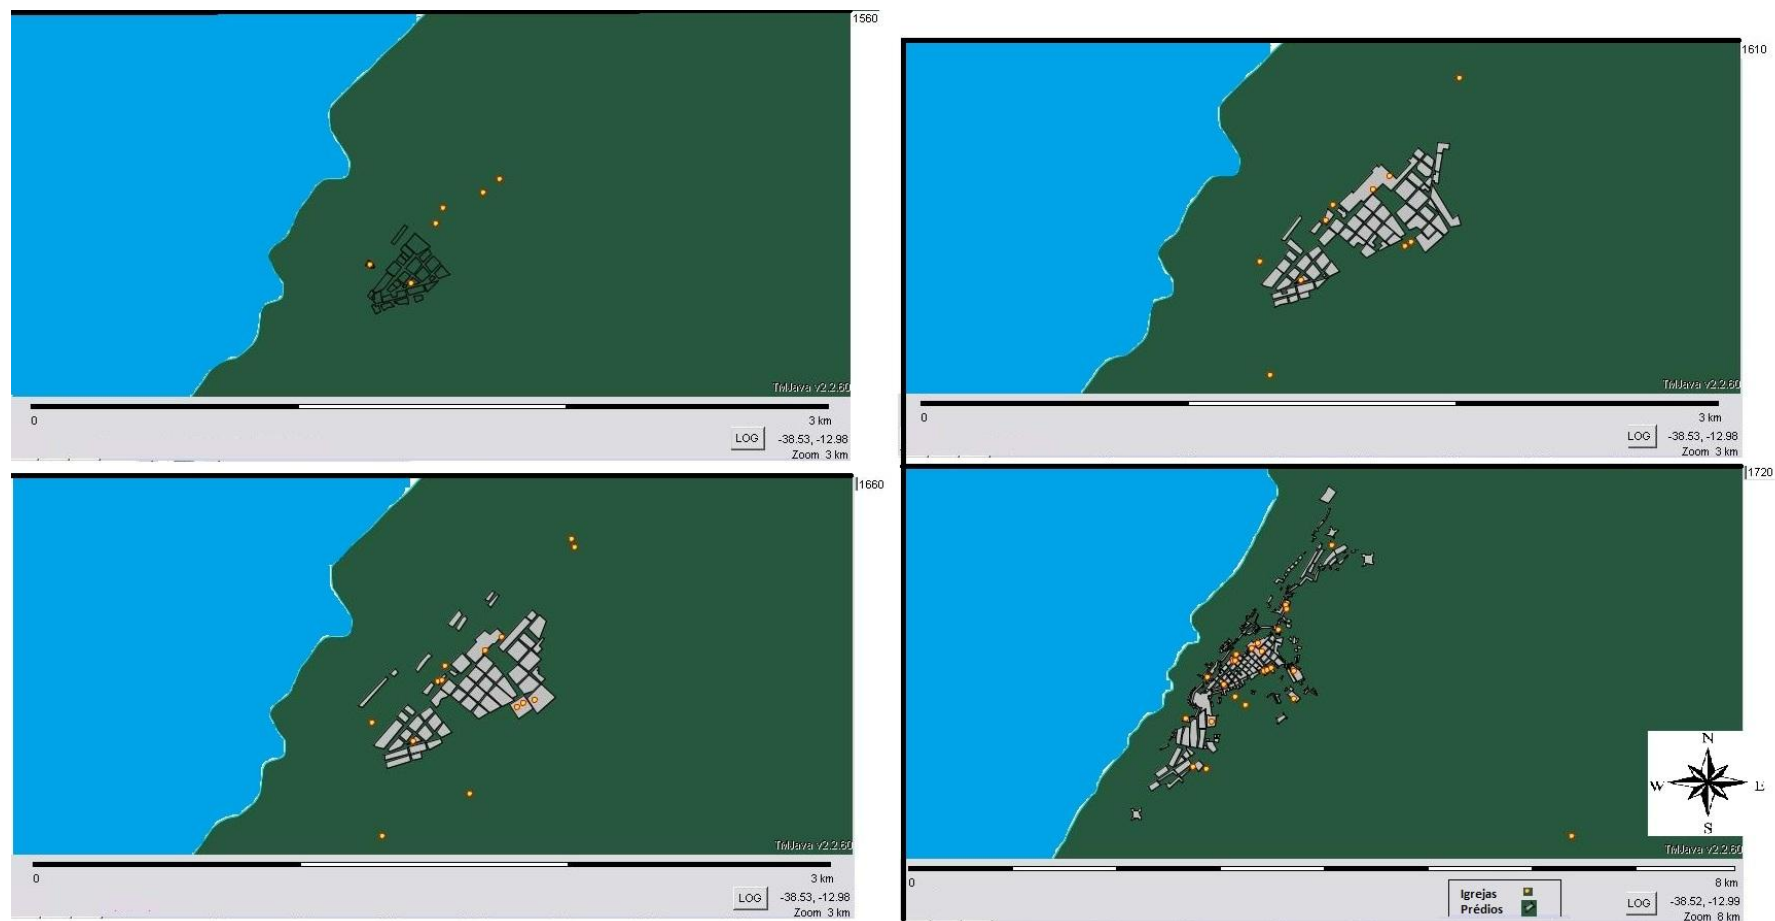 1560
TMJava v2.2.60
0
3 km
LOG
-38.53, -12.98
Zoom 3 km
1610
TMJava v2.2.60
0
3 km
LOG
-38.53, -12.98
Zoom 3 km
1660
TMJava v2.2.60
0
3 km
LOG
-38.53, -12.98
Zoom 3 km
1720
N
W E
S
TMJava v2.2.60
0
8 km
Igrejas
Prédios
LOG
-38.52, -12.99
Zoom 8 km